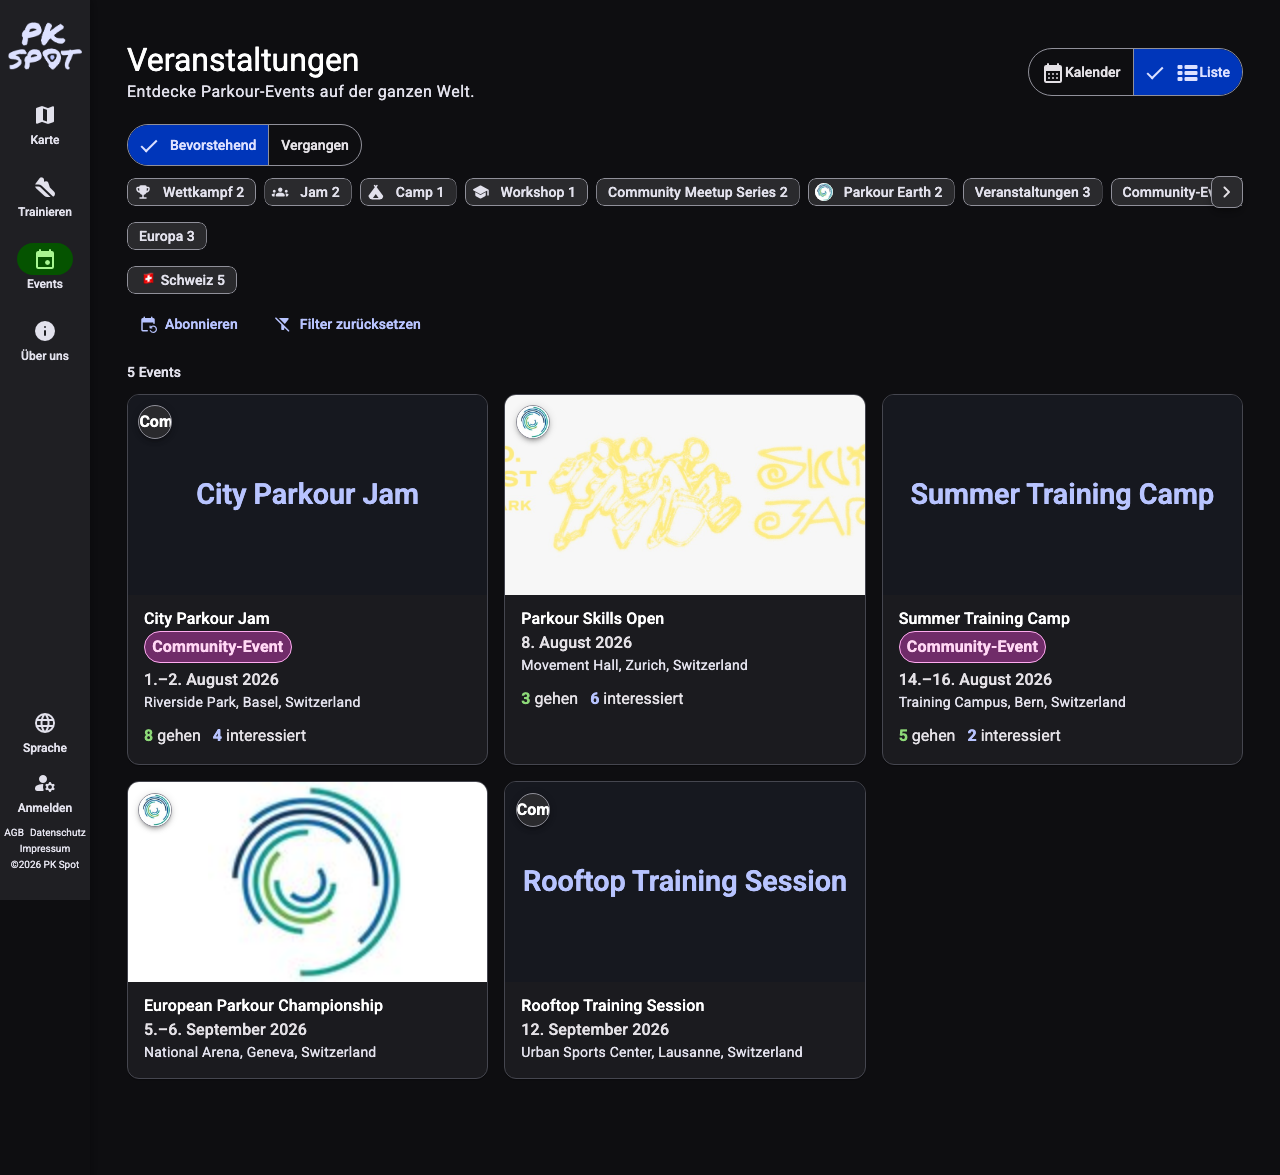 PK
SPOT
Karte
Trainieren
Events
Über uns
Sprache
Anmelden
AGB Datenschutz
Impressum
©2026 PK Spot
Veranstaltungen
Entdecke Parkour-Events auf der ganzen Welt.
Kalender
Liste
Bevorstehend
Vergangen
Wettkampf 2
Jam 2
Camp 1
Workshop 1
Community Meetup Series 2
Parkour Earth 2
Veranstaltungen 3
Community-Ev
Europa 3
Schweiz 5
Abonnieren
Filter zurücksetzen
5 Events
Com
City Parkour Jam
City Parkour Jam
Community-Event
1.–2. August 2026
Riverside Park, Basel, Switzerland
8 gehen 4 interessiert
Parkour Skills Open
8. August 2026
Movement Hall, Zurich, Switzerland
3 gehen 6 interessiert
Summer Training Camp
Summer Training Camp
Community-Event
14.–16. August 2026
Training Campus, Bern, Switzerland
5 gehen 2 interessiert
European Parkour Championship
5.–6. September 2026
National Arena, Geneva, Switzerland
Com
Rooftop Training Session
Rooftop Training Session
12. September 2026
Urban Sports Center, Lausanne, Switzerland